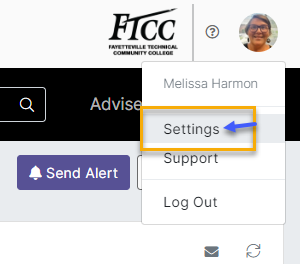 FTCC
FAYETTEVILLE TECHNICAL
COMMUNITY COLLEGE
?
Melissa Harmon
Advise
Settings
Send Alert
Support
Log Out